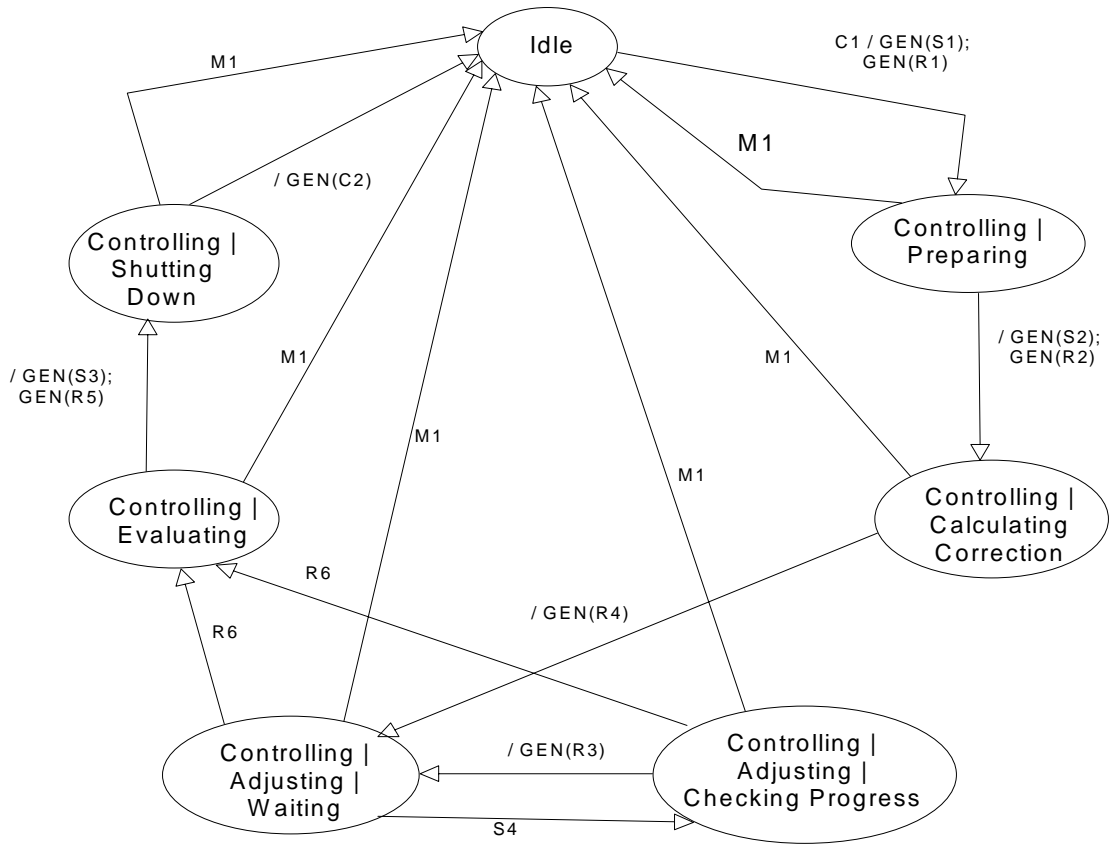 Idle
C1 / GEN(S1);
GEN(R1)
M1
M1
/ GEN(C2)
Controlling |
Preparing
Controlling |
Shutting
Down
/ GEN(S2);
GEN(R2)
M1
M1
/ GEN(S3);
GEN(R5)
M1
M1
Controlling |
Evaluating
Controlling |
Calculating
Correction
R6
/ GEN(R4)
R6
Controlling |
Adjusting |
Waiting
/ GEN(R3)
Controlling |
Adjusting |
Checking Progress
S4